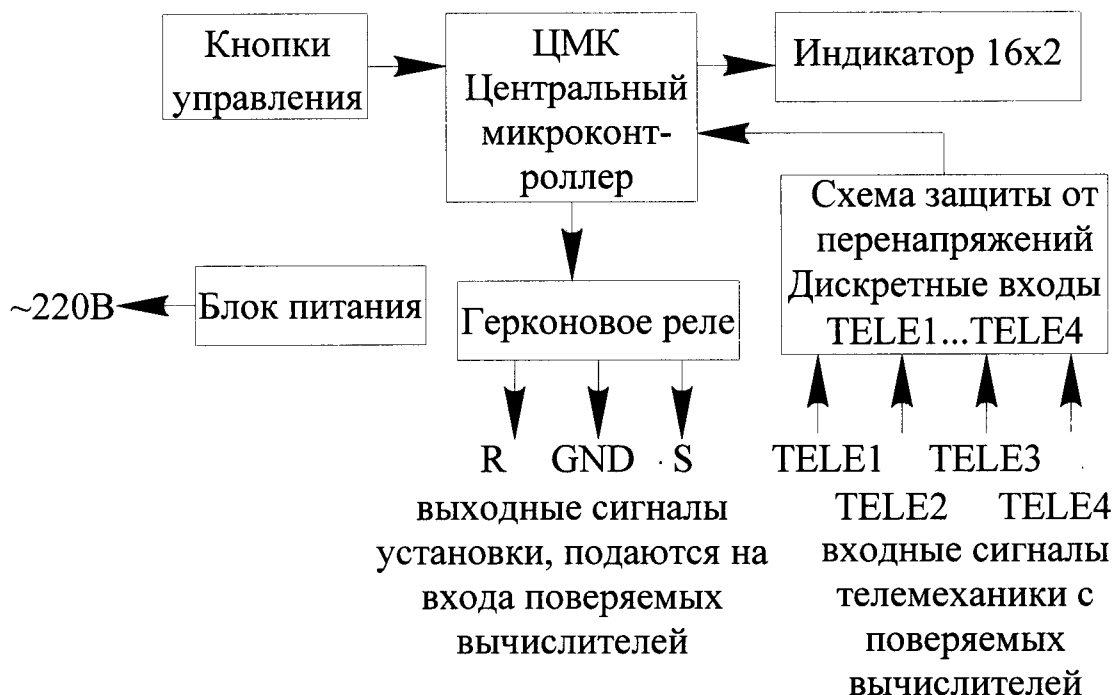 Кнопки
управления
ЦМК
Центральный
микроконт-
роллер
Индикатор 16x2
Схема защиты от
перенапряжений
Дискретные входы
TELE1...TELE4
~220В
Блок питания
Герконовое реле
R GND S
выходные сигналы
установки, подаются на
входа поверяемых
вычислителей
TELE1 TELE3
TELE2 TELE4
входные сигналы
телемеханики с
поверяемых
вычислителей